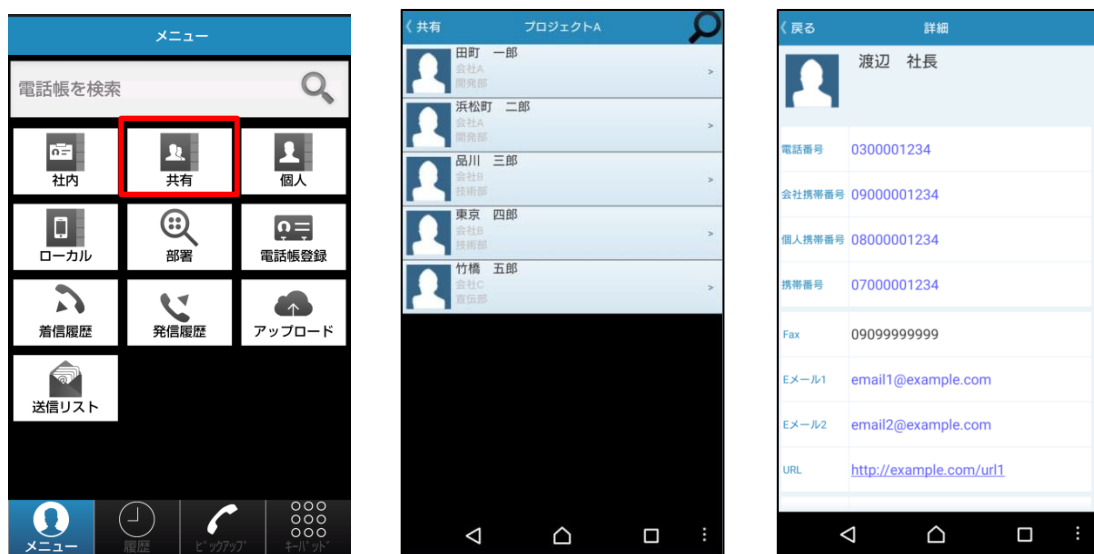 メニュー
電話帳を検索
社内
共有
個人
ローカル
部署
電話帳登録
着信履歴
発信履歴
アップロード
送信リスト
メニュー
履歴
ピックアップ
キーパッド
〈 共有
プロジェクトA
田町 一郎
会社A
開発部
>
浜松町 二郎
会社A
開発部
>
品川 三郎
会社B
技術部
>
東京 四郎
会社B
技術部
>
竹橋 五郎
会社C
宣伝部
>
〈 戻る
詳細
渡辺 社長
電話番号 0300001234
会社携帯番号 09000001234
個人携帯番号 08000001234
携帯番号 07000001234
Fax 09099999999
Eメール1 email1@example.com
Eメール2 email2@example.com
URL http://example.com/url1